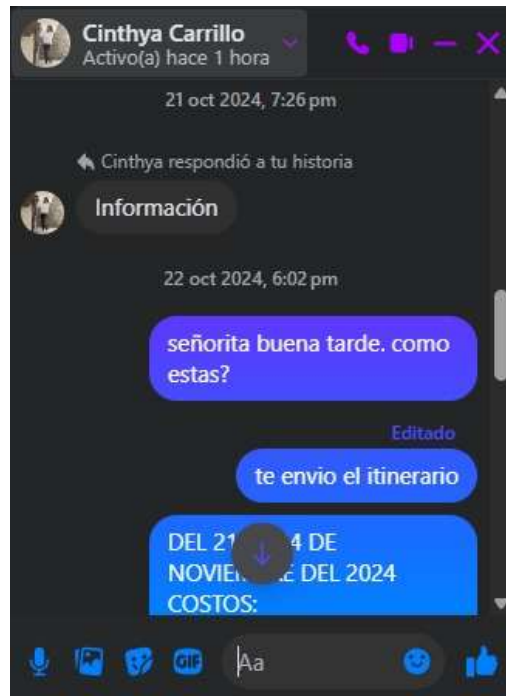 Cinthya Carrillo
Activo(a) hace 1 hora
21 oct 2024, 7:26 pm
Cinthya respondió a tu historia
Información
22 oct 2024, 6:02 pm
señorita buena tarde. como
estas?
Editado
te envio el itinerario
DEL 4 DE
DEL 2024
COSTOS:
GIF
Aa